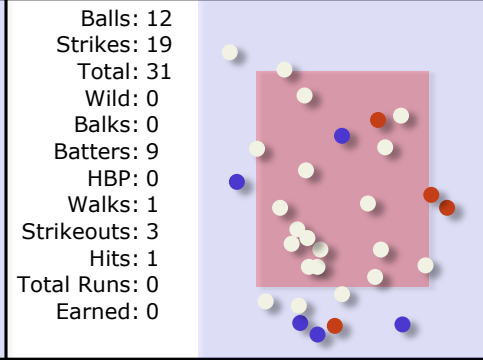 Balls: 12
Strikes: 19
Total: 31
Wild: 0
Balks: 0
Batters: 9
HBP: 0
Walks: 1
Strikeouts: 3
Hits: 1
Total Runs: 0
Earned: 0